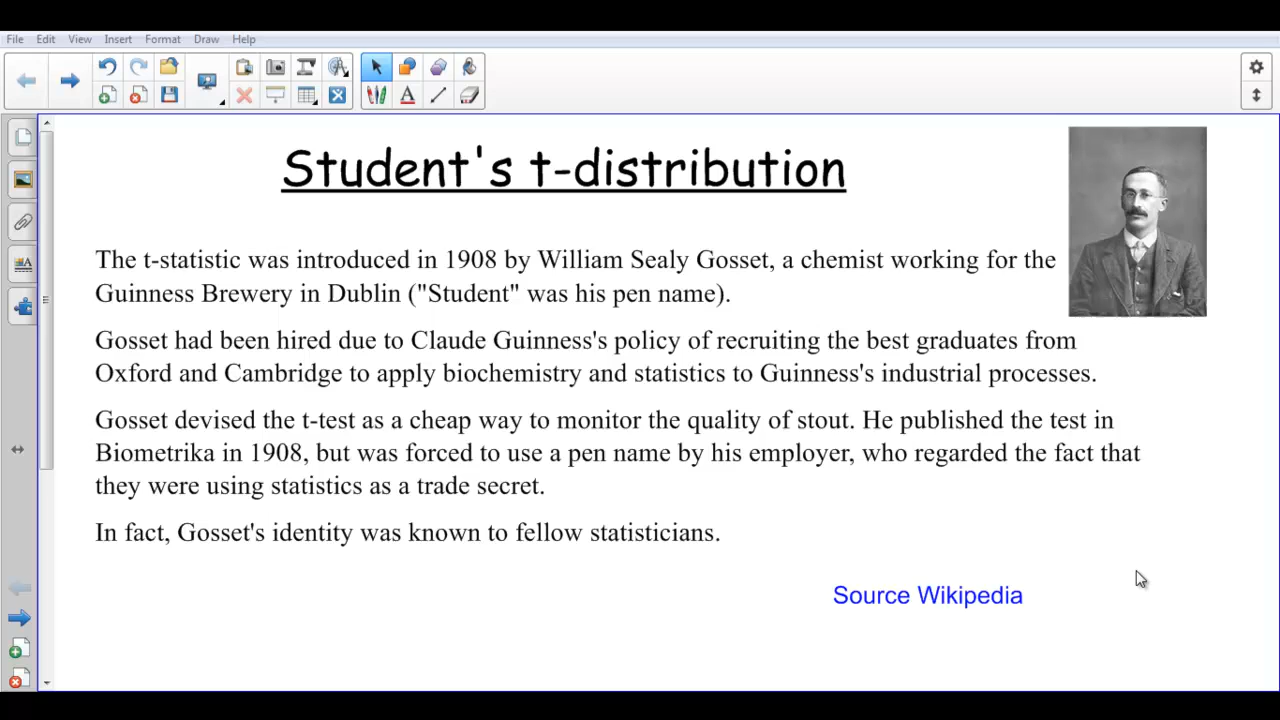 File Edit View Insert Format Draw Help
Student's t-distribution
The t-statistic was introduced in 1908 by William Sealy Gosset, a chemist working for the
Guinness Brewery in Dublin ("Student" was his pen name).
Gosset had been hired due to Claude Guinness's policy of recruiting the best graduates from
Oxford and Cambridge to apply biochemistry and statistics to Guinness's industrial processes.
Gosset devised the t-test as a cheap way to monitor the quality of stout. He published the test in
Biometrika in 1908, but was forced to use a pen name by his employer, who regarded the fact that
they were using statistics as a trade secret.
In fact, Gosset's identity was known to fellow statisticians.
Source Wikipedia